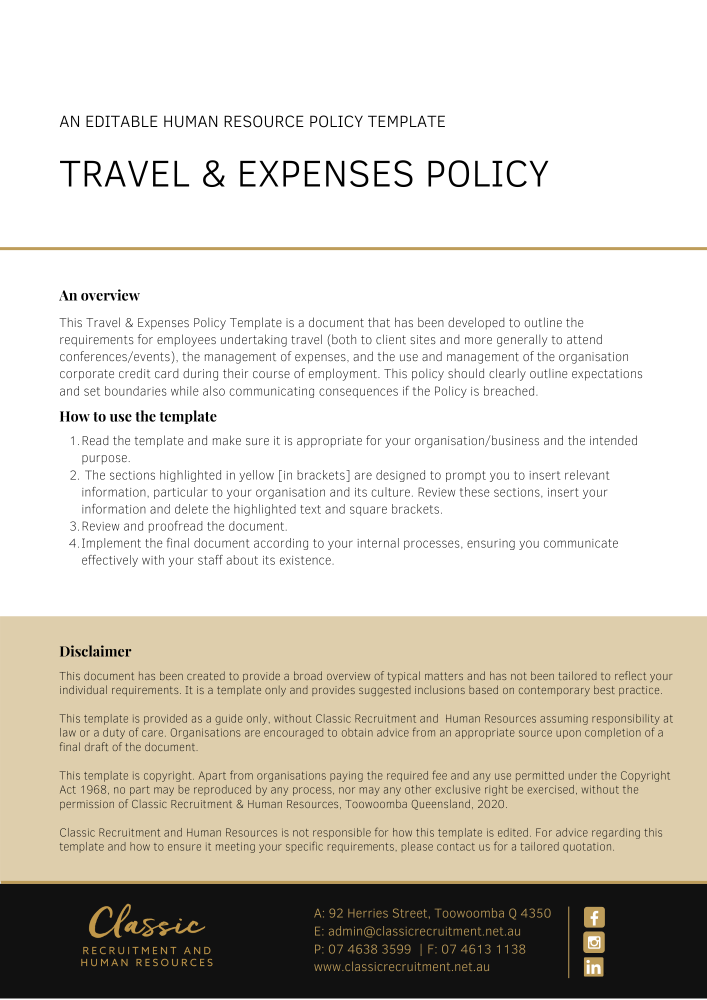 AN EDITABLE HUMAN RESOURCE POLICY TEMPLATE
TRAVEL & EXPENSES POLICY
An overview
This Travel & Expenses Policy Template is a document that has been developed to outline the
requirements for employees undertaking travel (both to client sites and more generally to attend
conferences/events), the management of expenses, and the use and management of the organisation
corporate credit card during their course of employment. This policy should clearly outline expectations
and set boundaries while also communicating consequences if the Policy is breached.
How to use the template
1. Read the template and make sure it is appropriate for your organisation/business and the intended
purpose.
2. The sections highlighted in yellow [in brackets] are designed to prompt you to insert relevant
information, particular to your organisation and its culture. Review these sections, insert your
information and delete the highlighted text and square brackets.
3. Review and proofread the document.
4. Implement the final document according to your internal processes, ensuring you communicate
effectively with your staff about its existence.
Disclaimer
This document has been created to provide a broad overview of typical matters and has not been tailored to reflect your
individual requirements. It is a template only and provides suggested inclusions based on contemporary best practice.
This template is provided as a guide only, without Classic Recruitment and Human Resources assuming responsibility at
law or a duty of care. Organisations are encouraged to obtain advice from an appropriate source upon completion of a
final draft of the document.
This template is copyright. Apart from organisations paying the required fee and any use permitted under the Copyright
Act 1968, no part may be reproduced by any process, nor may any other exclusive right be exercised, without the
permission of Classic Recruitment & Human Resources, Toowoomba Queensland, 2020.
Classic Recruitment and Human Resources is not responsible for how this template is edited. For advice regarding this
template and how to ensure it meeting your specific requirements, please contact us for a tailored quotation.
Classic
RECRUITMENT AND
HUMAN RESOURCES
A: 92 Herries Street, Toowoomba Q 4350
E: admin@classicrecruitment.net.au
P: 07 4638 3599 | F: 07 4613 1138
www.classicrecruitment.net.au